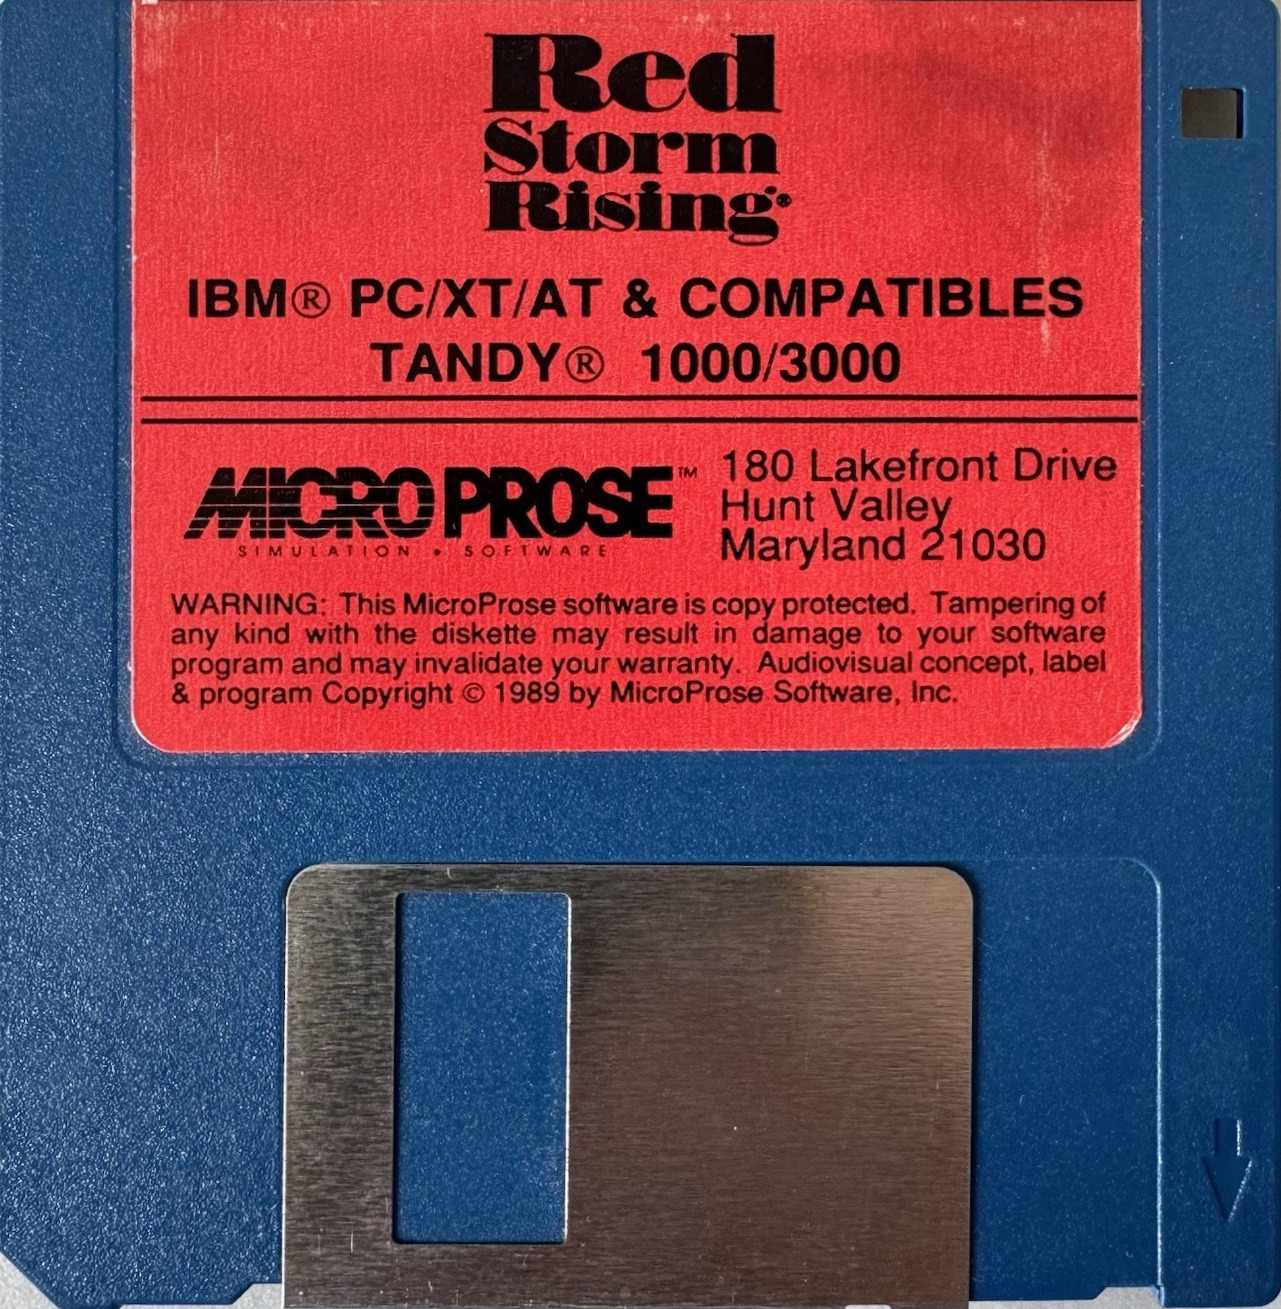 Red
Storm
Rising®
IBM® PC/XT/AT & COMPATIBLES
TANDY® 1000/3000
MICROPROSE™
SIMULATION • SOFTWARE
180 Lakefront Drive
Hunt Valley
Maryland 21030
WARNING: This MicroProse software is copy protected. Tampering of
any kind with the diskette may result in damage to your software
program and may invalidate your warranty. Audiovisual concept, label
& program Copyright © 1989 by MicroProse Software, Inc.